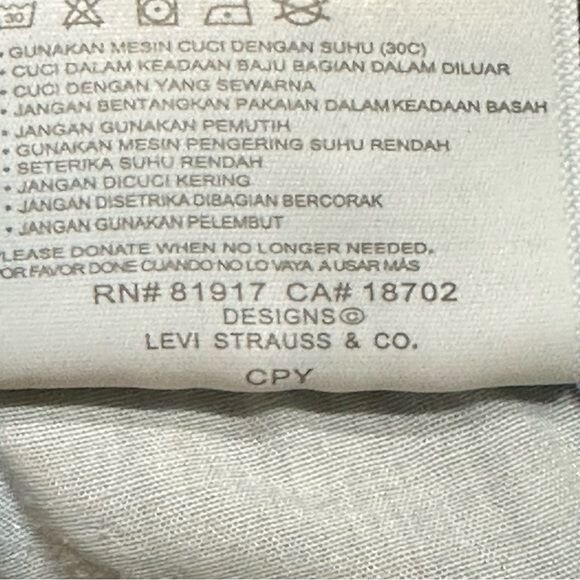 30
• GUNAKAN MESIN CUCI DENGAN SUHU (30C)
• CUCI DALAM KEADAAN BAJU BAGIAN DALAM DILUAR
• CUCI DENGAN YANG SEWARNA
• JANGAN BENTANGKAN PAKAIAN DALAM KEADAAN BASAH
• JANGAN GUNAKAN PEMUTIH
• GUNAKAN MESIN PENGERING SUHU RENDAH
• SETERIKA SUHU RENDAH
• JANGAN DICUCI KERING
• JANGAN DISETRIKA DIBAGIAN BERCORAK
• JANGAN GUNAKAN PELEMBUT
LEASE DONATE WHEN NO LONGER NEEDED.
OR FAVOR DONE CUANDO NO LO VAYA A USAR MÁS
RN# 81917 CA# 18702
DESIGNS©
LEVI STRAUSS & CO.
CPY